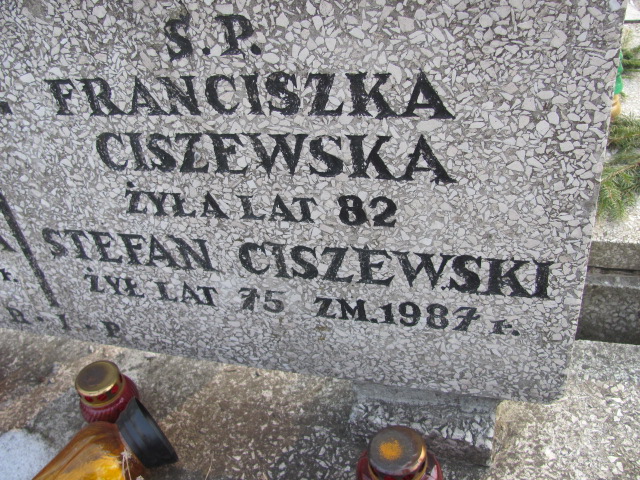 S.P.
FRANCISZKA
CISZEWSKA
ŻYŁA LAT 82
STEFAN CISZEWSKI
ŻYŁ LAT 75 ZM. 1987 r.
R-I-P